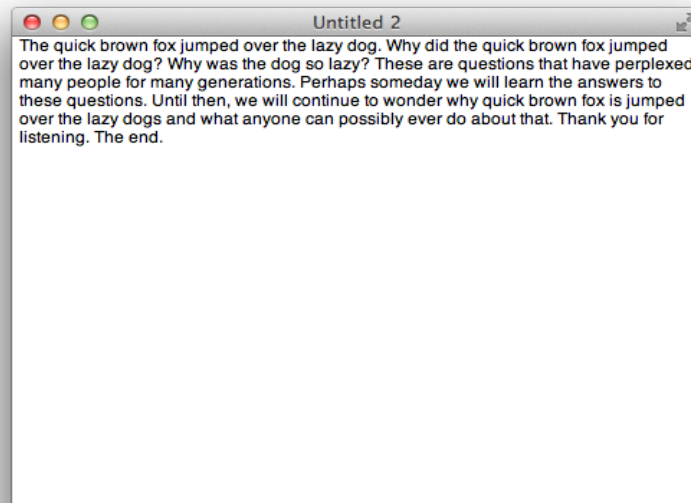 Untitled 2
The quick brown fox jumped over the lazy dog. Why did the quick brown fox jumped
over the lazy dog? Why was the dog so lazy? These are questions that have perplexed
many people for many generations. Perhaps someday we will learn the answers to
these questions. Until then, we will continue to wonder why quick brown fox is jumped
over the lazy dogs and what anyone can possibly ever do about that. Thank you for
listening. The end.